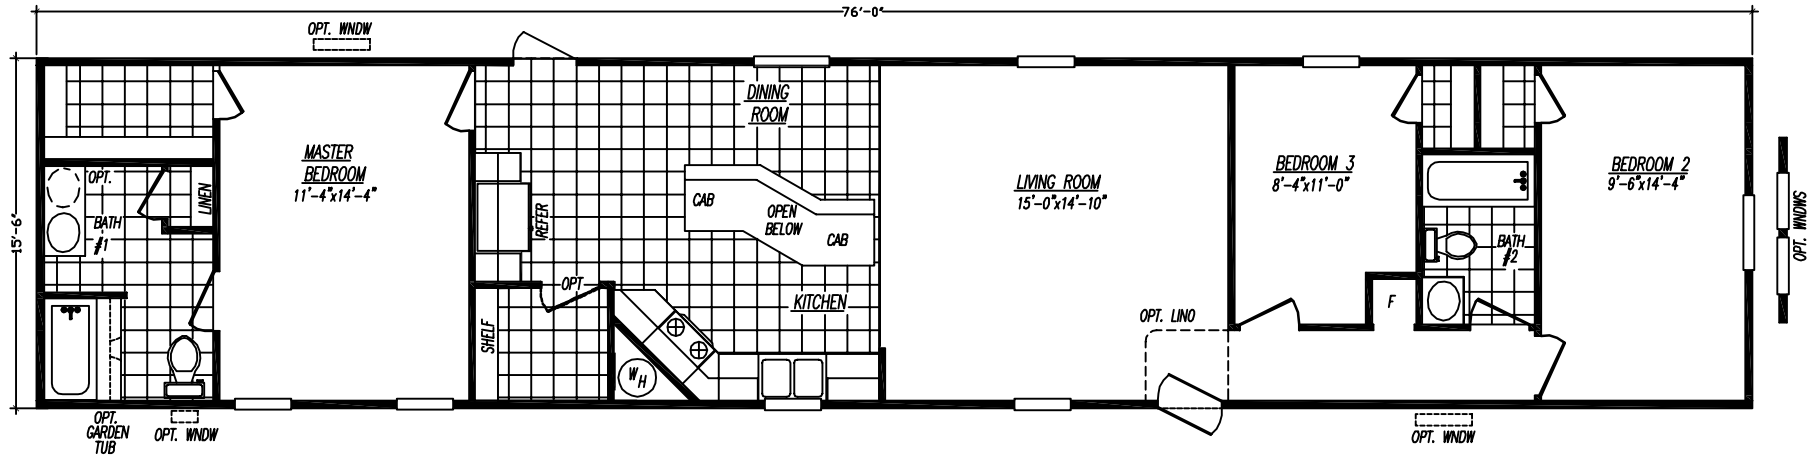 76'-0"
OPT. WNDW
DINING
ROOM
MASTER
BEDROOM
11'-4"x14'-4"
BEDROOM 3
8'-4"x11'-0"
BEDROOM 2
9'-6"x14'-4"
OPT.
LINEN
LIVING ROOM
15'-0"x14'-10"
CAB
OPEN
BELOW
CAB
REFER
BATH
#1
15'-6"
BATH
#2
OPT. WNDWS
OPT
KITCHEN
F
OPT. LINO
SHELF
WH
OPT.
GARDEN
TUB
OPT. WNDW
OPT. WNDW